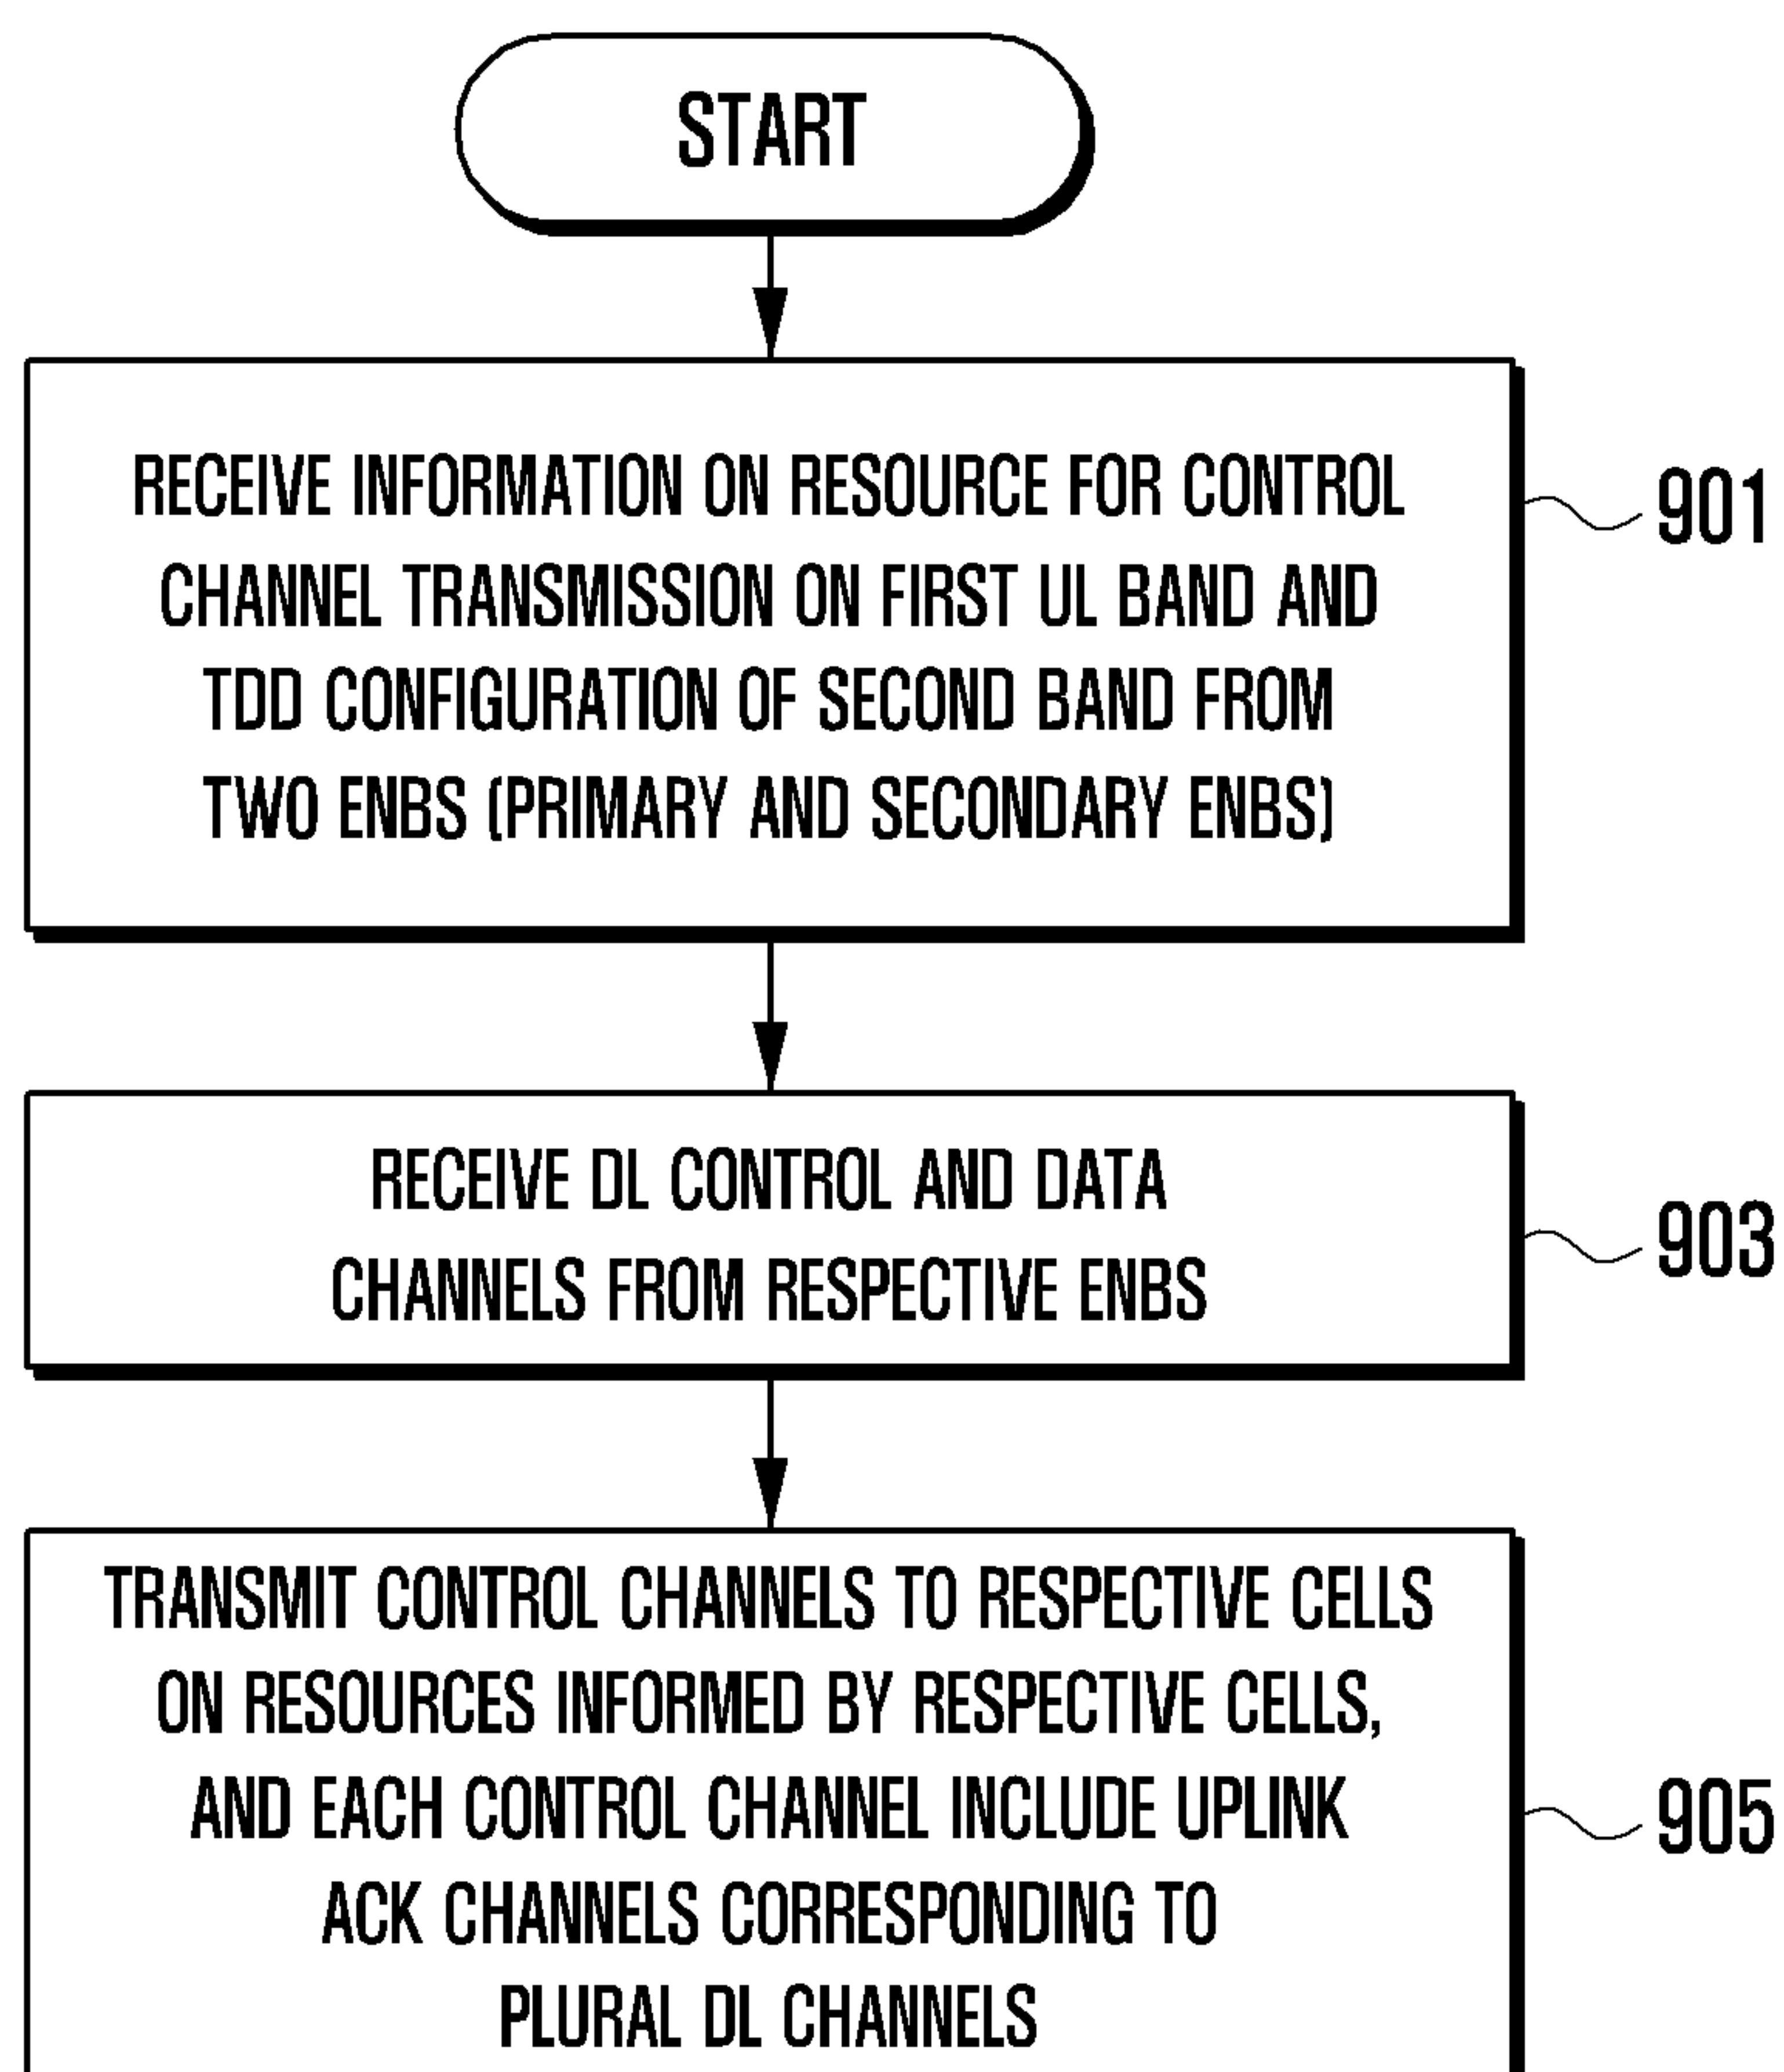 START
RECEIVE INFORMATION ON RESOURCE FOR CONTROL
CHANNEL TRANSMISSION ON FIRST UL BAND AND
TDD CONFIGURATION OF SECOND BAND FROM
TWO ENBS (PRIMARY AND SECONDARY ENBS)
901
RECEIVE DL CONTROL AND DATA
CHANNELS FROM RESPECTIVE ENBS
903
TRANSMIT CONTROL CHANNELS TO RESPECTIVE CELLS
ON RESOURCES INFORMED BY RESPECTIVE CELLS,
AND EACH CONTROL CHANNEL INCLUDE UPLINK
ACK CHANNELS CORRESPONDING TO
PLURAL DL CHANNELS
905